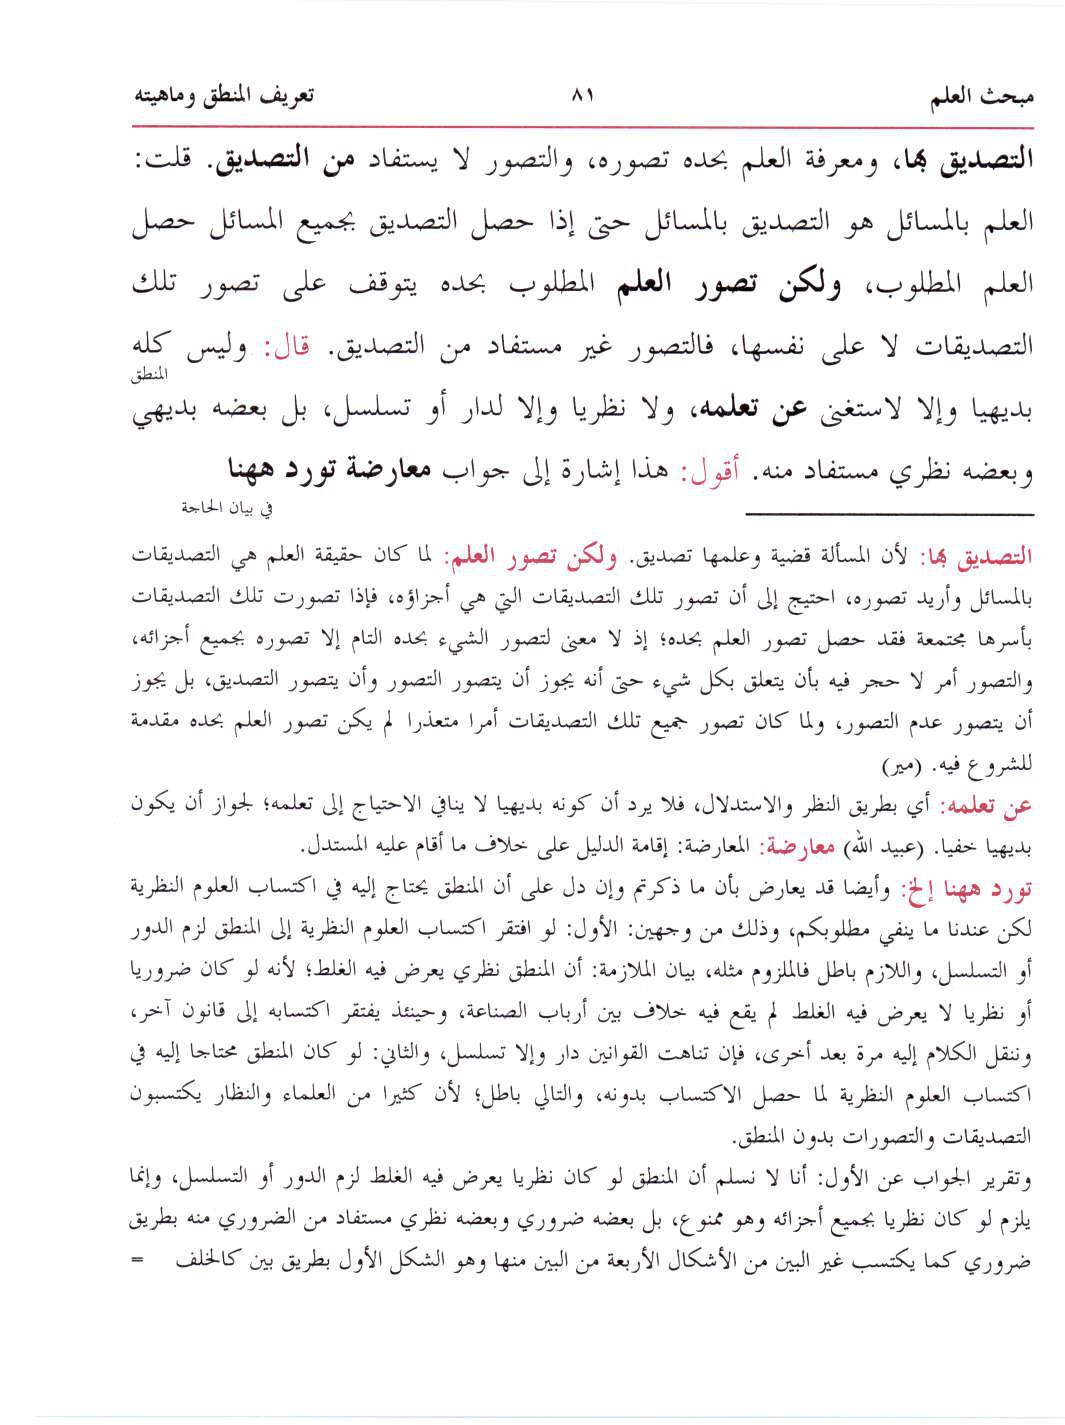 مبحث العلم ٨١ تعريف المنطق وماهيته
التصديق بها، ومعرفة العلم بحده تصوره، والتصور لا يستفاد من التصديق. قلت:
العلم بالمسائل هو التصديق بالمسائل حتى إذا حصل التصديق بجميع المسائل حصل
العلم المطلوب، ولكن تصور العلم المطلوب بحده يتوقف على تصور تلك
التصديقات لا على نفسها، فالتصور غير مستفاد من التصديق. قال: وليس كله
المنطق
بديهيا وإلا لاستغنى عن تعلمه، ولا نظريا وإلا لدار أو تسلسل، بل بعضه بديهي
وبعضه نظري مستفاد منه. أقول: هذا إشارة إلى جواب معارضة تورد ههنا
في بيان الحاجة
التصديق بها: لأن المسألة قضية وعلمها تصديق. ولكن تصور العلم: لما كان حقيقة العلم هي التصديقات
بالمسائل وأريد تصوره، احتيج إلى أن تصور تلك التصديقات التي هي أجزاؤه، فإذا تصورت تلك التصديقات
بأسرها مجتمعة فقد حصل تصور العلم بحده؛ إذ لا معنى لتصور الشيء بحده التام إلا تصوره بجميع أجزائه،
والتصور أمر لا حجر فيه بأن يتعلق بكل شيء حتى أنه يجوز أن يتصور التصور وأن يتصور التصديق، بل يجوز
أن يتصور عدم التصور، ولما كان تصور جميع تلك التصديقات أمرا متعذرا لم يكن تصور العلم بحده مقدمة
للشروع فيه. (مير)
عن تعلمه: أي بطريق النظر والاستدلال، فلا يرد أن كونه بديهيا لا ينافي الاحتياج إلى تعلمه؛ لجواز أن يكون
بديهيا خفيا. (عبيد الله) معارضة: المعارضة: إقامة الدليل على خلاف ما أقام عليه المستدل.
تورد ههنا إلخ: وأيضا قد يعارض بأن ما ذكرتم وإن دل على أن المنطق يحتاج إليه في اكتساب العلوم النظرية
لكن عندنا ما ينفي مطلوبكم، وذلك من وجهين: الأول: لو افتقر اكتساب العلوم النظرية إلى المنطق لزم الدور
أو التسلسل، واللازم باطل فالملزوم مثله، بيان الملازمة: أن المنطق نظري يعرض فيه الغلط؛ لأنه لو كان ضروريا
أو نظريا لا يعرض فيه الغلط لم يقع فيه خلاف بين أرباب الصناعة، وحينئذ يفتقر اكتسابه إلى قانون آخر،
وننقل الكلام إليه مرة بعد أخرى، فإن تناهت القوانين دار وإلا تسلسل، والثاني: لو كان المنطق محتاجا إليه في
اكتساب العلوم النظرية لما حصل الاكتساب بدونه، والتالي باطل؛ لأن كثيرا من العلماء والنظار يكتسبون
التصديقات والتصورات بدون المنطق.
وتقرير الجواب عن الأول: أنا لا نسلم أن المنطق لو كان نظريا يعرض فيه الغلط لزم الدور أو التسلسل، وإنما
يلزم لو كان نظريا بجميع أجزائه وهو ممنوع، بل بعضه ضروري وبعضه نظري مستفاد من الضروري منه بطريق
ضروري كما يكتسب غير البين من الأشكال الأربعة من البين منها وهو الشكل الأول بطريق بين كالخلف =